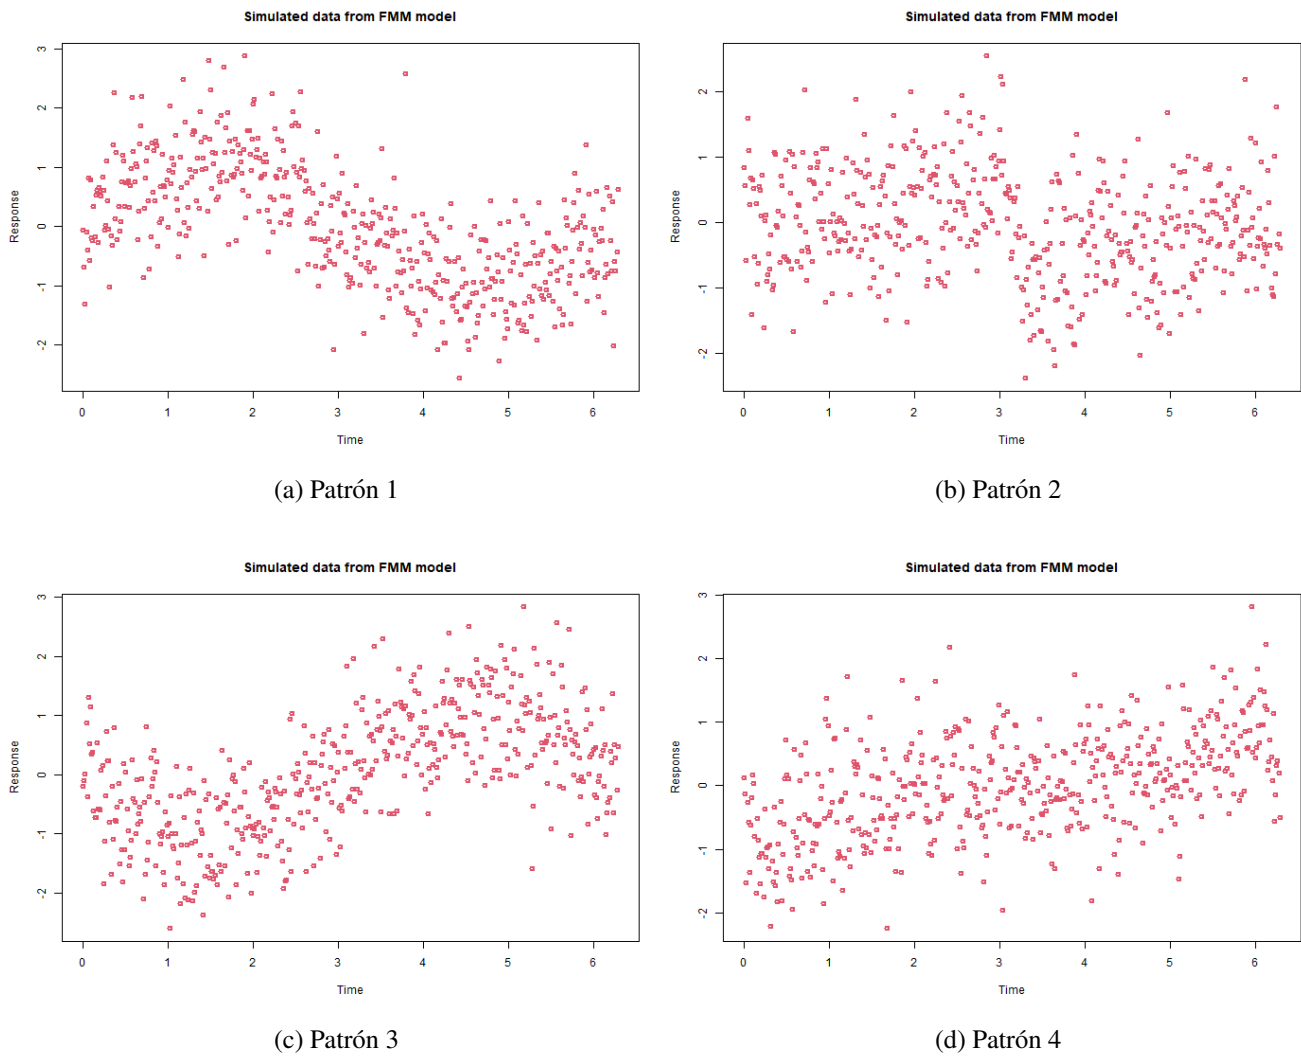 Simulated data from FMM model
3
2
1
0
-1
-2
Response
0 1 2 3 4 5 6
Time
(a) Patrón 1
Simulated data from FMM model
2
1
0
-1
-2
Response
0 1 2 3 4 5 6
Time
(b) Patrón 2
Simulated data from FMM model
3
2
1
0
-1
-2
Response
0 1 2 3 4 5 6
Time
(c) Patrón 3
Simulated data from FMM model
3
2
1
0
-1
-2
Response
0 1 2 3 4 5 6
Time
(d) Patrón 4